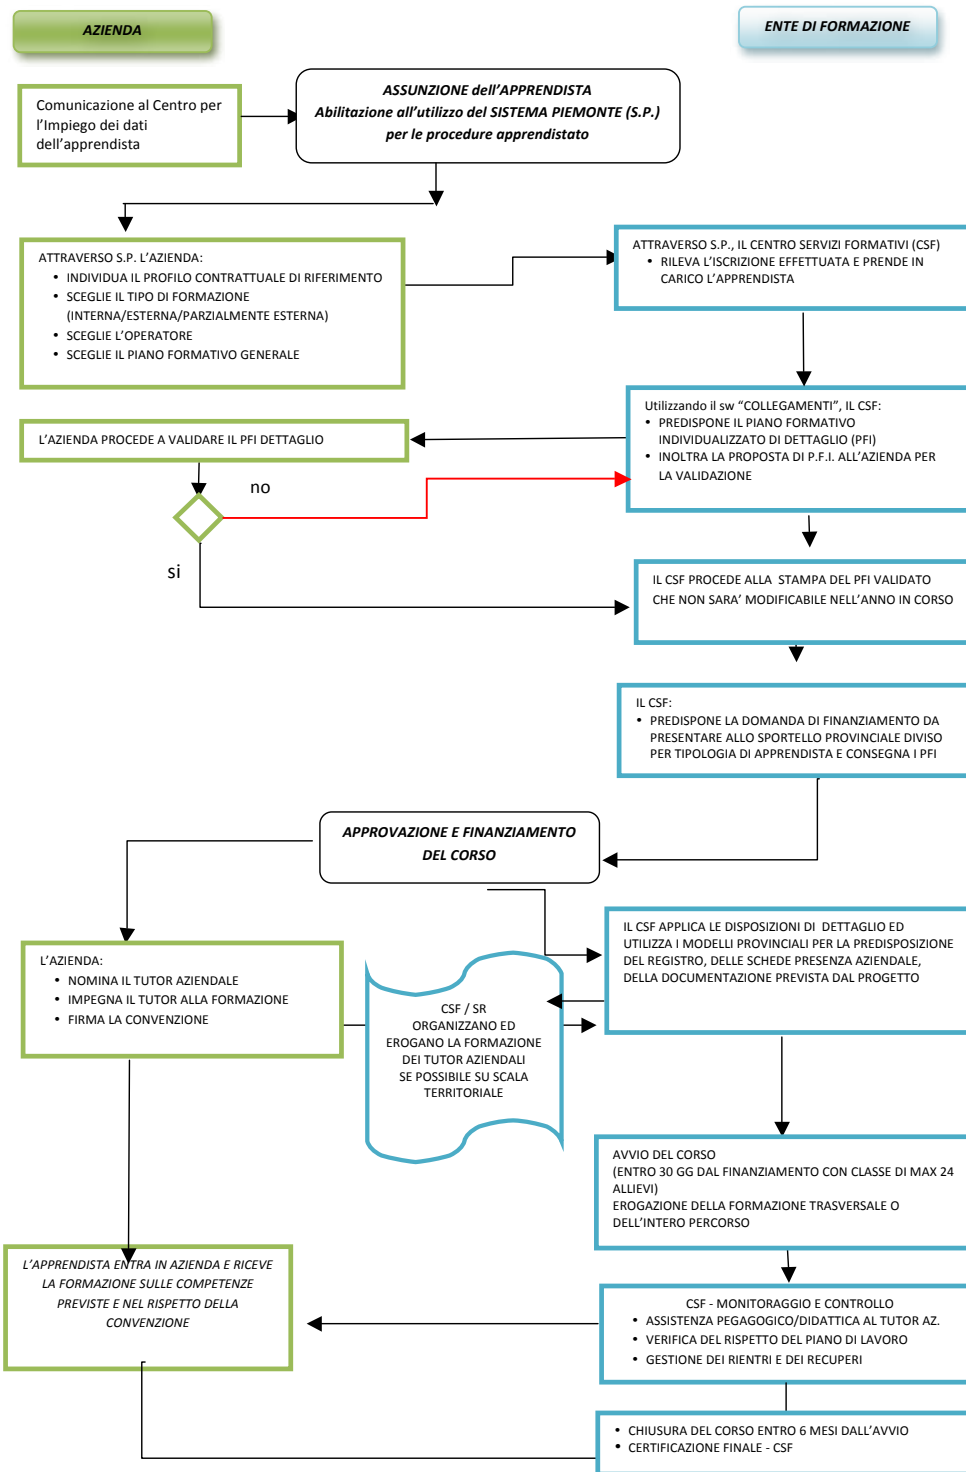 AZIENDA
ENTE DI FORMAZIONE
Comunicazione al Centro per
l'Impiego dei dati
dell'apprendista
ASSUNZIONE dell'APPRENDISTA
Abilitazione all'utilizzo del SISTEMA PIEMONTE (S.P.)
per le procedure apprendistato
ATTRAVERSO S.P. L'AZIENDA:
• INDIVIDUA IL PROFILO CONTRATTUALE DI RIFERIMENTO
• SCEGLIE IL TIPO DI FORMAZIONE
(INTERNA/ESTERNA/PARZIALMENTE ESTERNA)
• SCEGLIE L'OPERATORE
• SCEGLIE IL PIANO FORMATIVO GENERALE
ATTRAVERSO S.P., IL CENTRO SERVIZI FORMATIVI (CSF)
• RILEVA L'ISCRIZIONE EFFETTUATA E PRENDE IN
CARICO L'APPRENDISTA
Utilizzando il sw "COLLEGAMENTI", IL CSF:
• PREDISPONE IL PIANO FORMATIVO
INDIVIDUALIZZATO DI DETTAGLIO (PFI)
• INOLTRA LA PROPOSTA DI P.F.I. ALL'AZIENDA PER
LA VALIDAZIONE
L'AZIENDA PROCEDE A VALIDARE IL PFI DETTAGLIO
no
si
IL CSF PROCEDE ALLA STAMPA DEL PFI VALIDATO
CHE NON SARA' MODIFICABILE NELL'ANNO IN CORSO
IL CSF:
• PREDISPONE LA DOMANDA DI FINANZIAMENTO DA
PRESENTARE ALLO SPORTELLO PROVINCIALE DIVISO
PER TIPOLOGIA DI APPRENDISTA E CONSEGNA I PFI
APPROVAZIONE E FINANZIAMENTO
DEL CORSO
IL CSF APPLICA LE DISPOSIZIONI DI DETTAGLIO ED
UTILIZZA I MODELLI PROVINCIALI PER LA PREDISPOSIZIONE
DEL REGISTRO, DELLE SCHEDE PRESENZA AZIENDALE,
DELLA DOCUMENTAZIONE PREVISTA DAL PROGETTO
L'AZIENDA:
• NOMINA IL TUTOR AZIENDALE
• IMPEGNA IL TUTOR ALLA FORMAZIONE
• FIRMA LA CONVENZIONE
CSF / SR
ORGANIZZANO ED
EROGANO LA FORMAZIONE
DEI TUTOR AZIENDALI
SE POSSIBILE SU SCALA
TERRITORIALE
AVVIO DEL CORSO
(ENTRO 30 GG DAL FINANZIAMENTO CON CLASSE DI MAX 24
ALLIEVI)
EROGAZIONE DELLA FORMAZIONE TRASVERSALE O
DELL'INTERO PERCORSO
L'APPRENDISTA ENTRA IN AZIENDA E RICEVE
LA FORMAZIONE SULLE COMPETENZE
PREVISTE E NEL RISPETTO DELLA
CONVENZIONE
CSF - MONITORAGGIO E CONTROLLO
• ASSISTENZA PEGAGOGICO/DIDATTICA AL TUTOR AZ.
• VERIFICA DEL RISPETTO DEL PIANO DI LAVORO
• GESTIONE DEI RIENTRI E DEI RECUPERI
• CHIUSURA DEL CORSO ENTRO 6 MESI DALL'AVVIO
• CERTIFICAZIONE FINALE - CSF